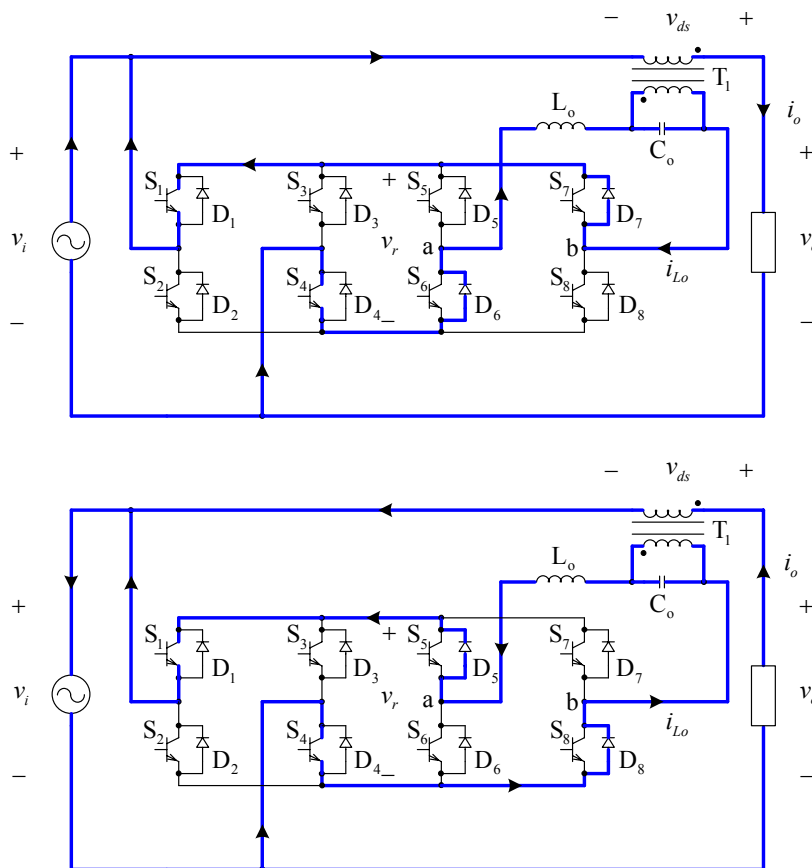 − v_ds +
T_1
L_o
i_o
+ C_o +
S_1 S_3 + S_5 S_7
D_1 D_3 D_5 D_7
v_i v_r a b v_o
i_Lo
S_2 S_4 S_6 S_8
− D_2 D_4 − D_6 D_8 −
− v_ds +
T_1
L_o
i_o
+ C_o +
S_1 S_3 + S_5 S_7
D_1 D_3 D_5 D_7
v_i v_r a b
i_Lo
S_2 S_4 S_6 S_8
− D_2 D_4 − D_6 D_8 −